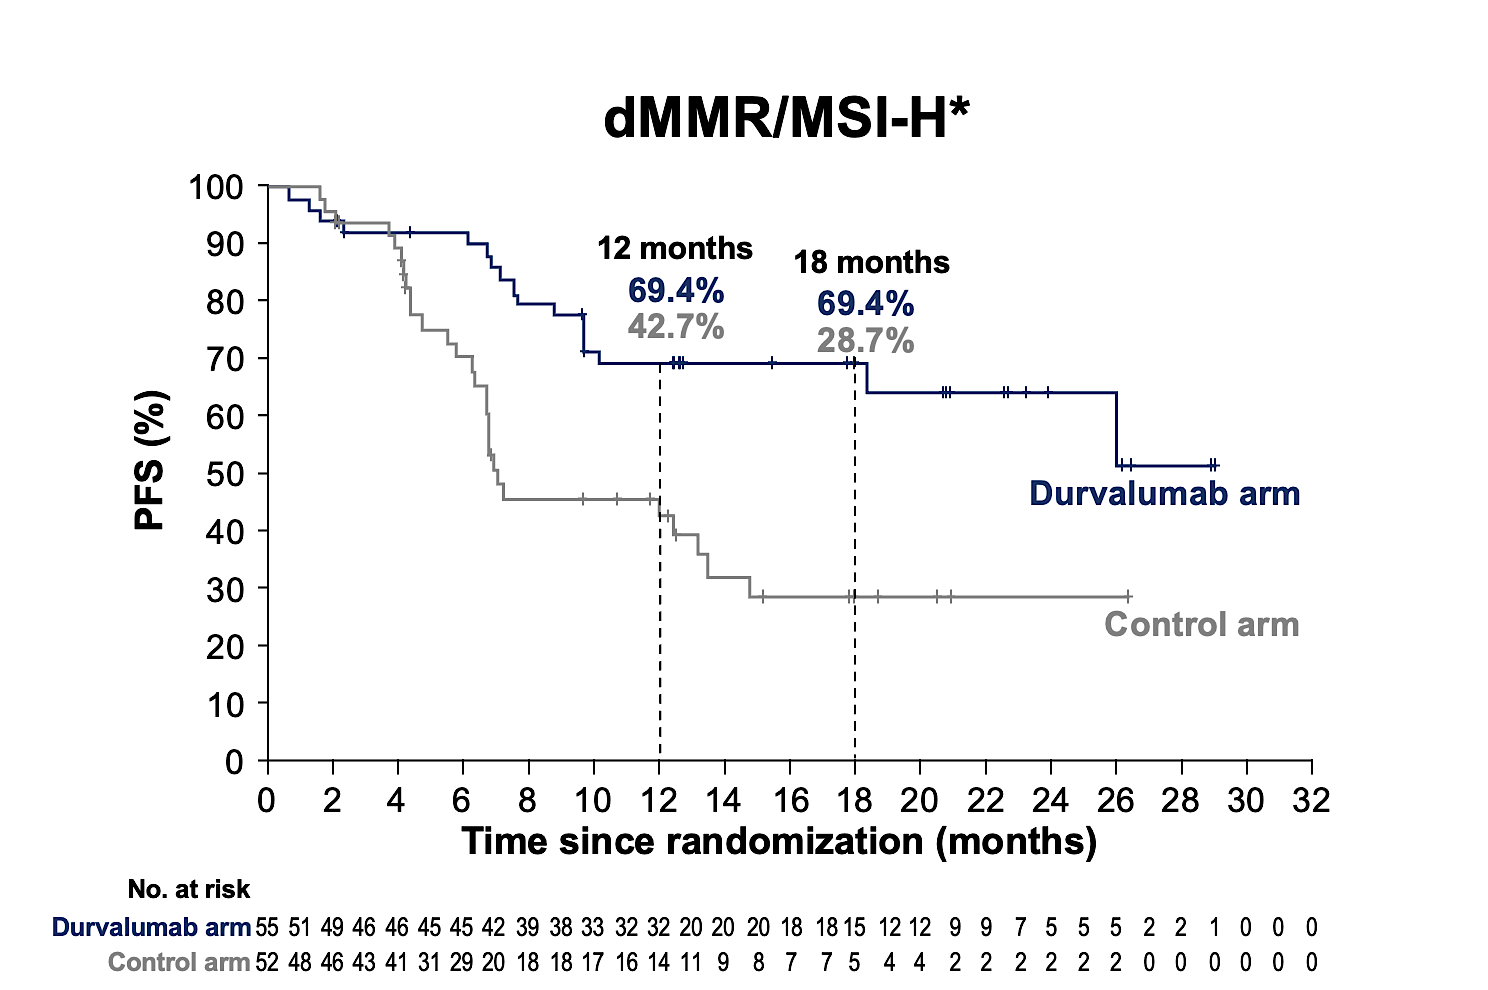 dMMR/MSI-H*
100
90
80
70
60
50
40
30
20
10
0
PFS (%)
12 months
69.4%
42.7%
18 months
69.4%
28.7%
Durvalumab arm
Control arm
0 2 4 6 8 10 12 14 16 18 20 22 24 26 28 30 32
Time since randomization (months)
No. at risk
Durvalumab arm 55 51 49 46 46 45 45 42 39 38 33 32 32 20 20 20 18 18 15 12 12 9 9 7 5 5 5 2 2 1 0 0 0
Control arm 52 48 46 43 41 31 29 20 18 18 17 16 14 11 9 8 7 7 5 4 4 2 2 2 2 2 2 0 0 0 0 0 0